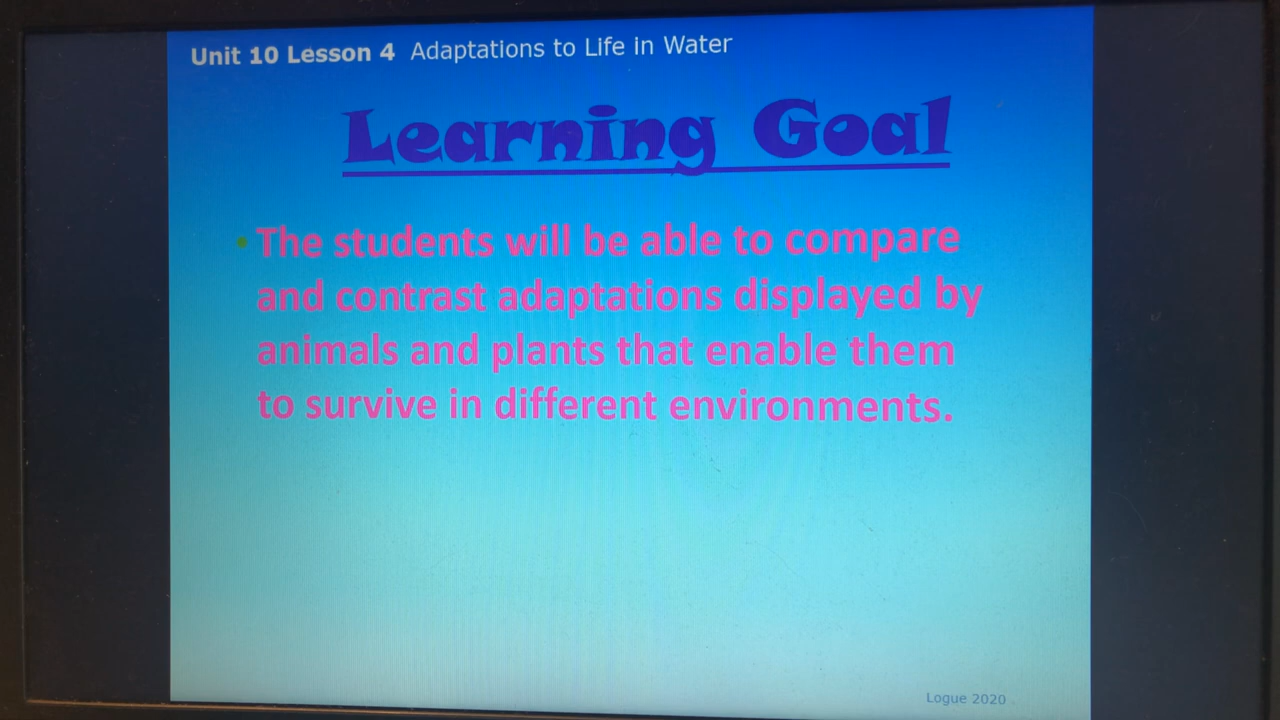 Unit 10 Lesson 4 Adaptations to Life in Water
Learning Goal
• The students will be able to compare
and contrast adaptations displayed by
animals and plants that enable them
to survive in different environments.
Logue 2020